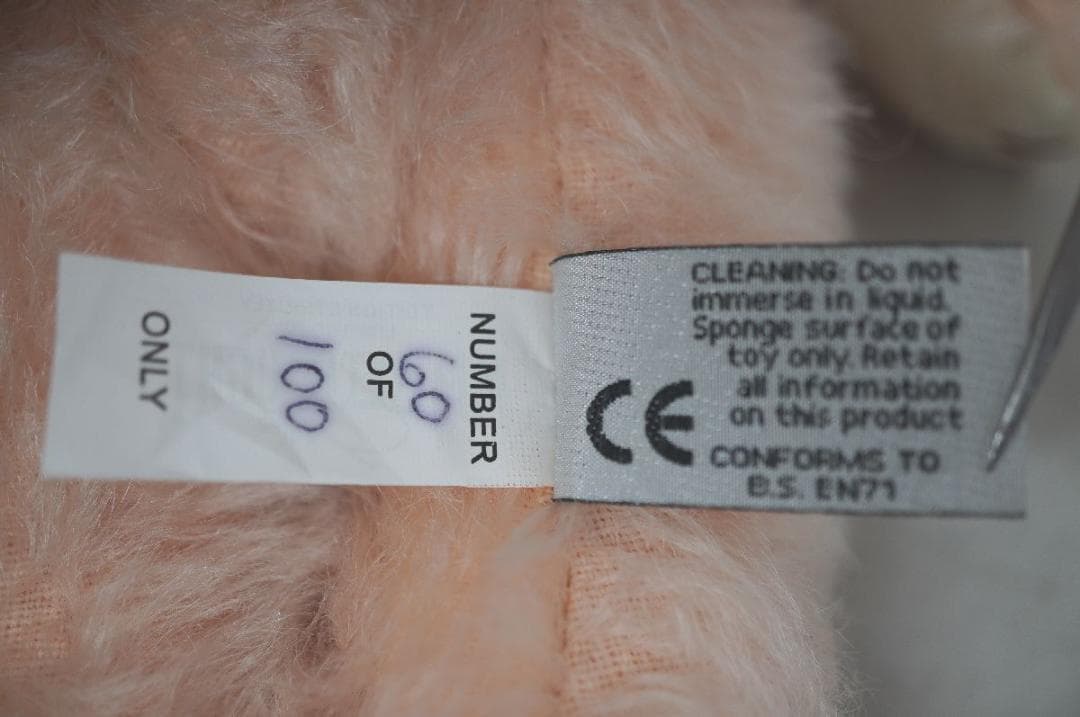 NUMBER
60
OF
100
ONLY
CLEANING: Do not
immerse in liquid.
Sponge surface of
toy only. Retain
all information
on this product
CE
CONFORMS TO
B.S. EN71